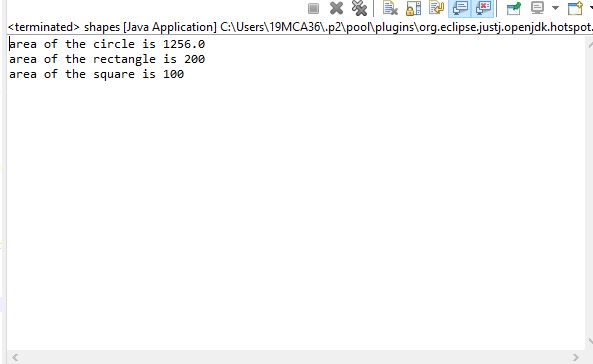 <terminated> shapes [Java Application] C:\Users\19MCA36\.p2\pool\plugins\org.eclipse.justj.openjdk.hotspot.
area of the circle is 1256.0
area of the rectangle is 200
area of the square is 100